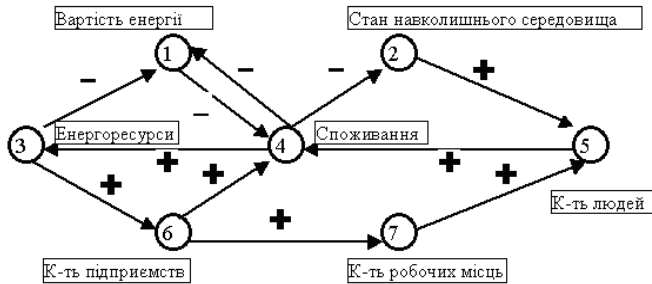 Вартість енергії
Стан навколишнього середовища
1
2
– – – – +
3
Енергоресурси
4
Споживання
5
+ + + + + +
К-ть людей
6
+
7
К-ть підприємств
К-ть робочих місць